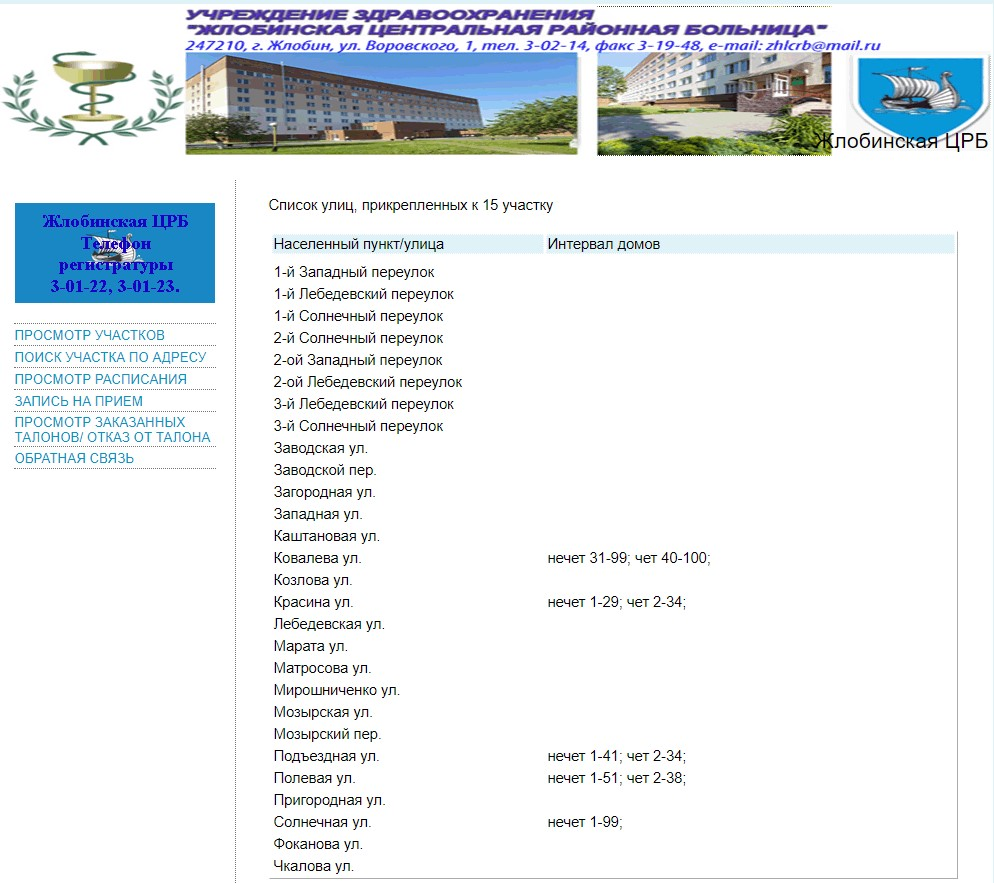 УЧРЕЖДЕНИЕ ЗДРАВООХРАНЕНИЯ
"ЖЛОБИНСКАЯ ЦЕНТРАЛЬНАЯ РАЙОННАЯ БОЛЬНИЦА"
247210, г. Жлобин, ул. Воровского, 1, тел. 3-02-14, факс 3-19-48, e-mail: zhlcrb@mail.ru
Жлобинская ЦРБ
Жлобинская ЦРБ
Телефон
регистратуры
3-01-22, 3-01-23.
ПРОСМОТР УЧАСТКОВ
ПОИСК УЧАСТКА ПО АДРЕСУ
ПРОСМОТР РАСПИСАНИЯ
ЗАПИСЬ НА ПРИЕМ
ПРОСМОТР ЗАКАЗАННЫХ
ТАЛОНОВ/ ОТКАЗ ОТ ТАЛОНА
ОБРАТНАЯ СВЯЗЬ
Список улиц, прикрепленных к 15 участку
Населенный пункт/улица Интервал домов
1-й Западный переулок
1-й Лебедевский переулок
1-й Солнечный переулок
2-й Солнечный переулок
2-ой Западный переулок
2-ой Лебедевский переулок
3-й Лебедевский переулок
3-й Солнечный переулок
Заводская ул.
Заводской пер.
Загородная ул.
Западная ул.
Каштановая ул.
Ковалева ул. нечет 31-99; чет 40-100;
Козлова ул.
Красина ул. нечет 1-29; чет 2-34;
Лебедевская ул.
Марата ул.
Матросова ул.
Мирошниченко ул.
Мозырская ул.
Мозырский пер.
Подъездная ул. нечет 1-41; чет 2-34;
Полевая ул. нечет 1-51; чет 2-38;
Пригородная ул.
Солнечная ул. нечет 1-99;
Фоканова ул.
Чкалова ул.